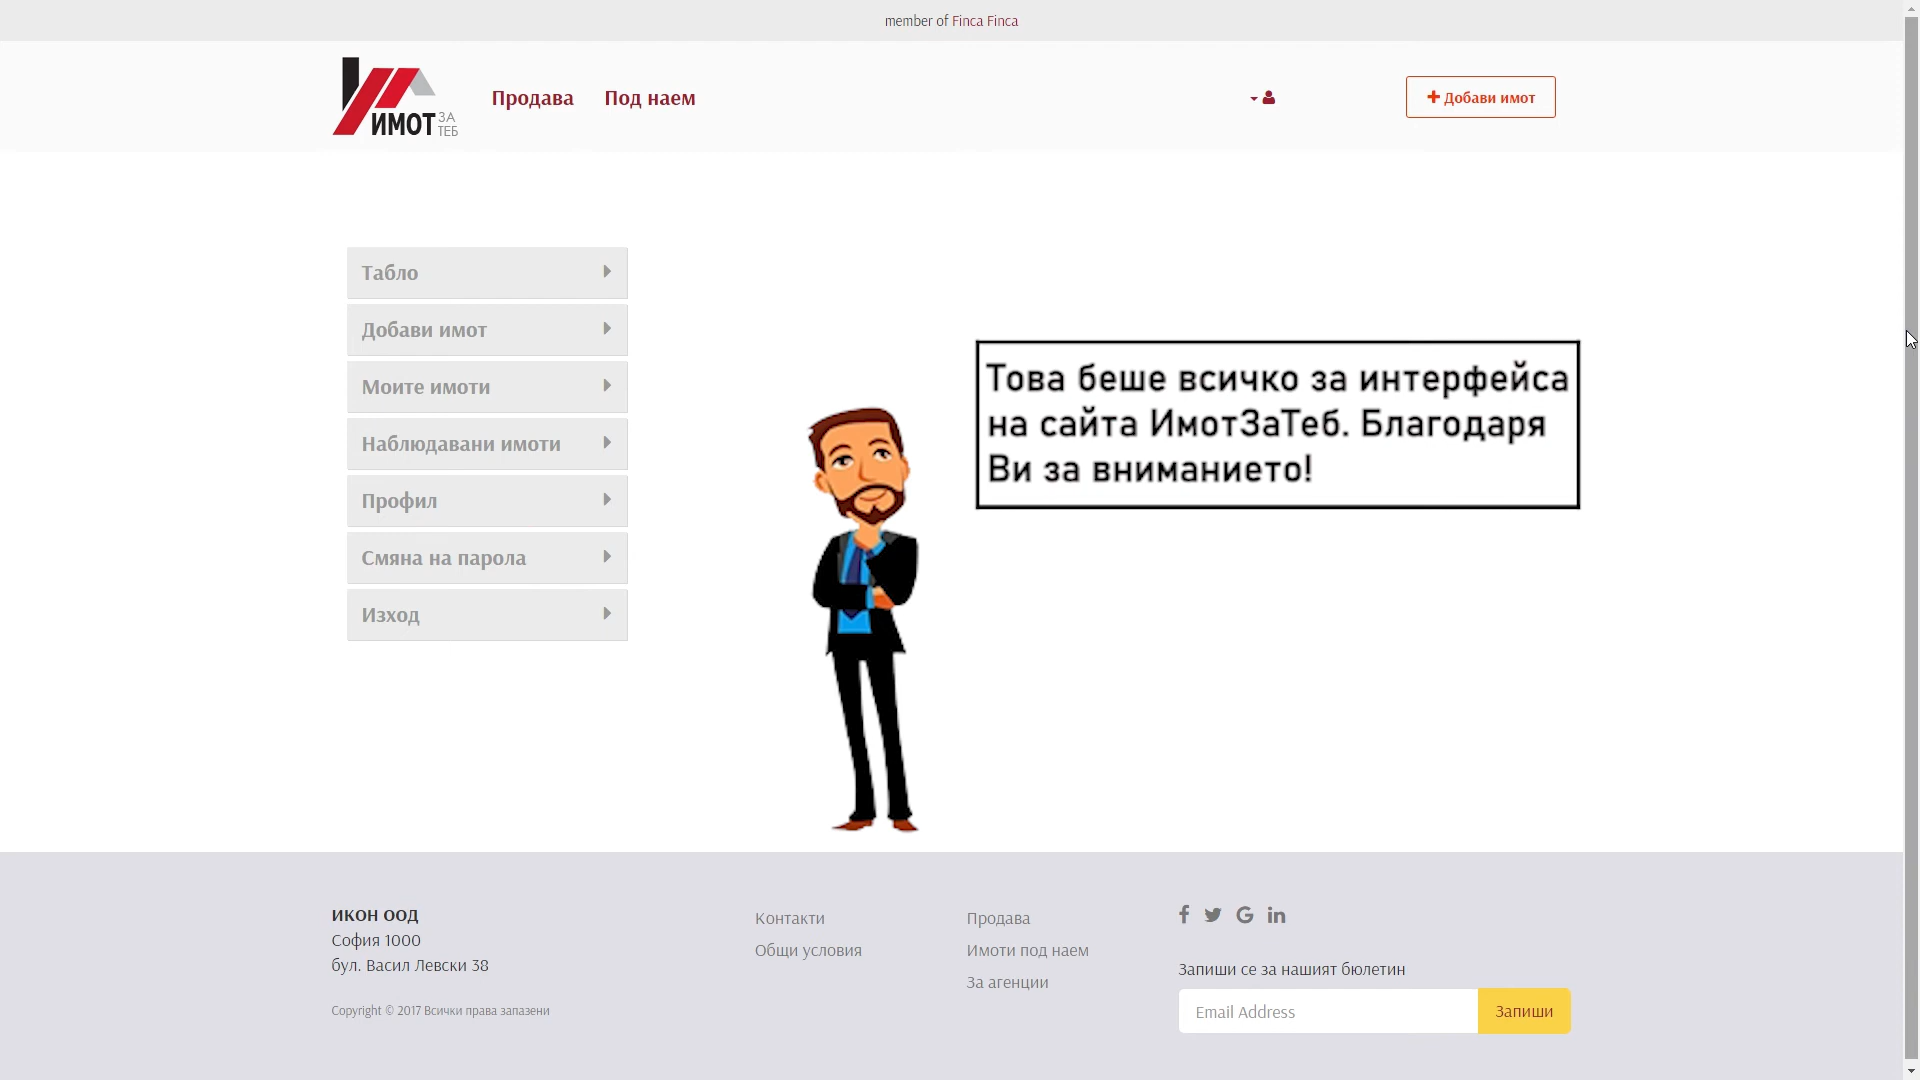 member of Finca Finca
ИМОТ ЗА ТЕБ
Продава
Под наем
Добави имот
Табло
Добави имот
Моите имоти
Наблюдавани имоти
Профил
Смяна на парола
Изход
Това беше всичко за интерфейса
на сайта ИмотЗаТеб. Благодаря
Ви за вниманието!
ИКОН ООД
София 1000
бул. Васил Левски 38
Copyright © 2017 Всички права запазени
Контакти
Общи условия
Продава
Имоти под наем
За агенции
Запиши се за нашият бюлетин
Email Address
Запиши